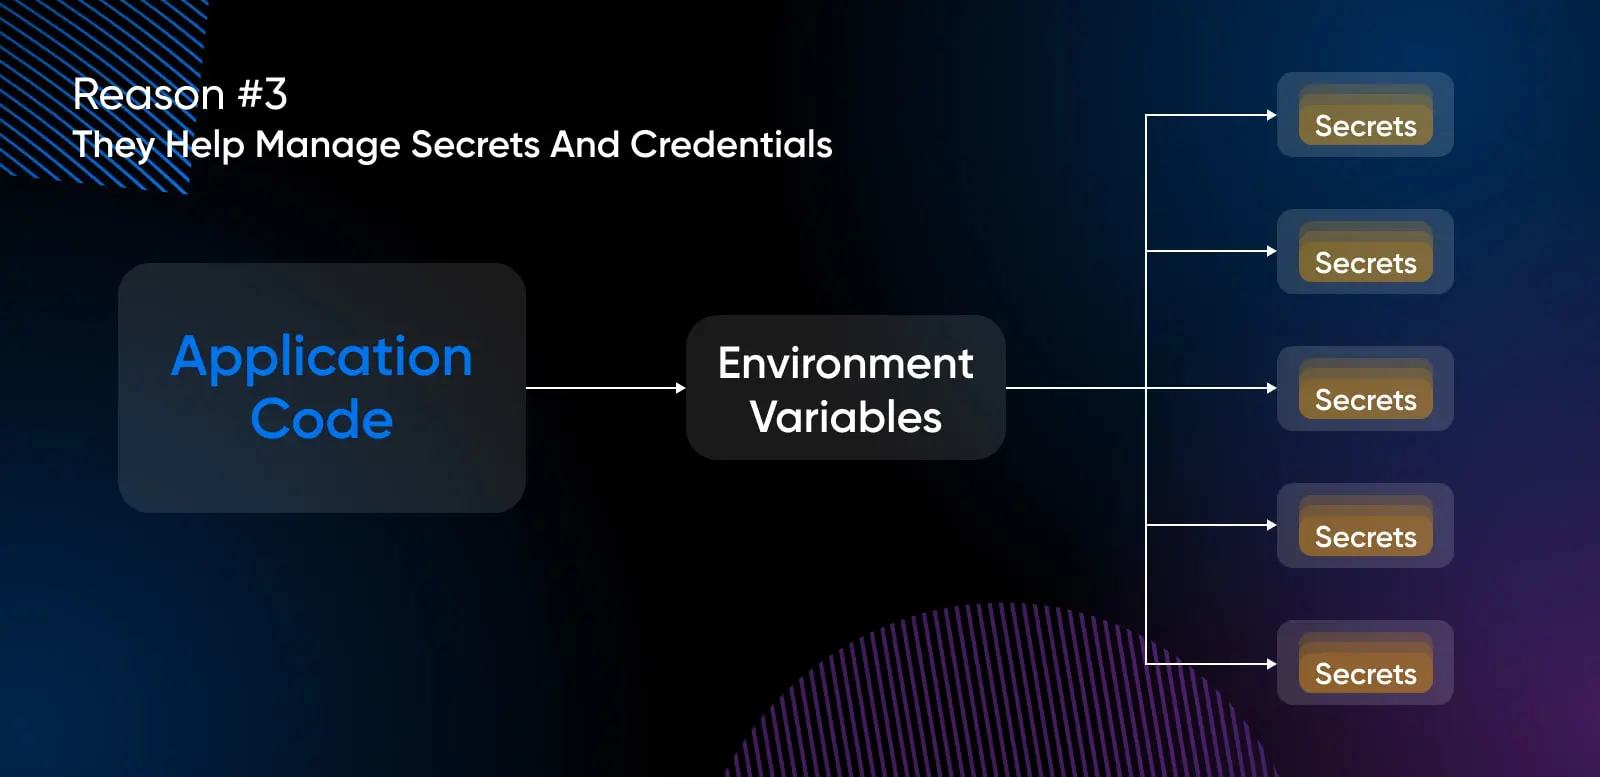 Reason #3
They Help Manage Secrets And Credentials
Application
Code
Environment
Variables
Secrets
Secrets
Secrets
Secrets
Secrets